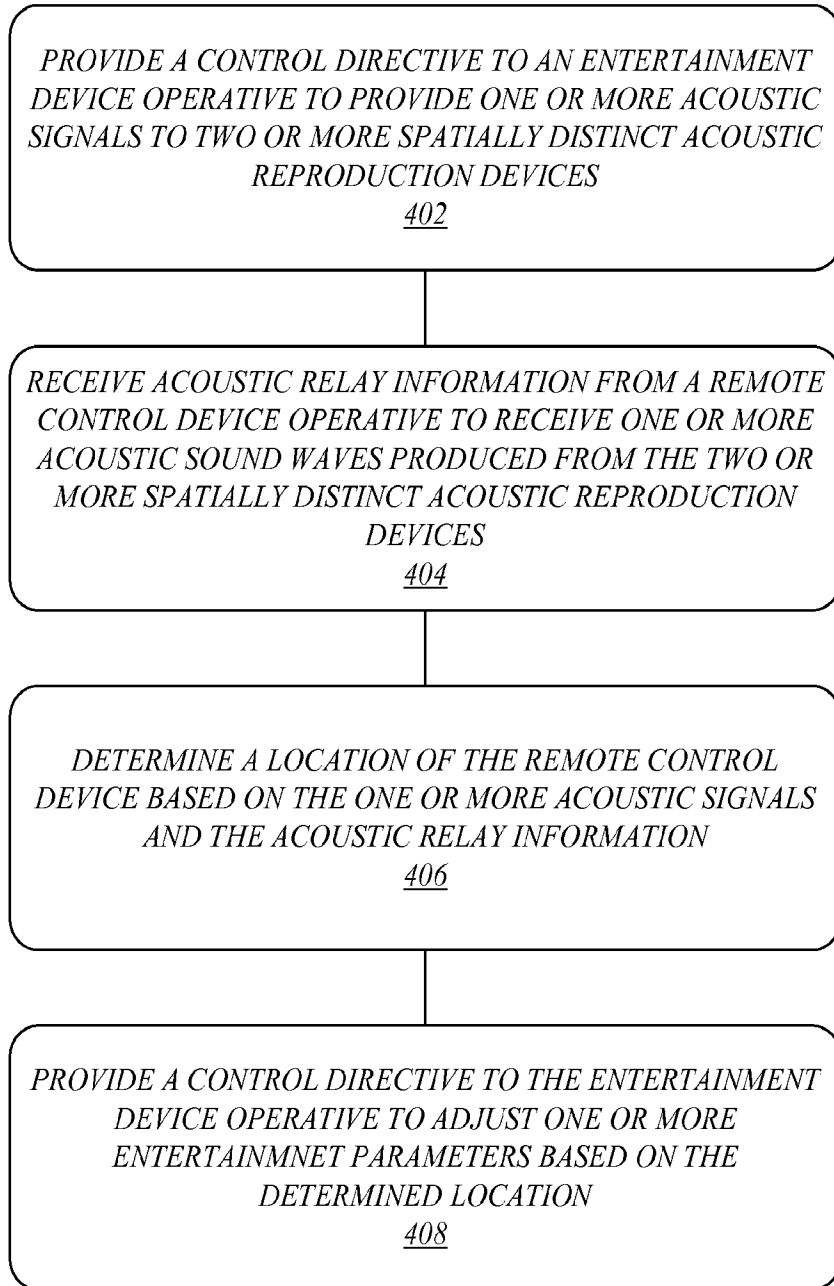 PROVIDE A CONTROL DIRECTIVE TO AN ENTERTAINMENT
DEVICE OPERATIVE TO PROVIDE ONE OR MORE ACOUSTIC
SIGNALS TO TWO OR MORE SPATIALLY DISTINCT ACOUSTIC
REPRODUCTION DEVICES
402
RECEIVE ACOUSTIC RELAY INFORMATION FROM A REMOTE
CONTROL DEVICE OPERATIVE TO RECEIVE ONE OR MORE
ACOUSTIC SOUND WAVES PRODUCED FROM THE TWO OR
MORE SPATIALLY DISTINCT ACOUSTIC REPRODUCTION
DEVICES
404
DETERMINE A LOCATION OF THE REMOTE CONTROL
DEVICE BASED ON THE ONE OR MORE ACOUSTIC SIGNALS
AND THE ACOUSTIC RELAY INFORMATION
406
PROVIDE A CONTROL DIRECTIVE TO THE ENTERTAINMENT
DEVICE OPERATIVE TO ADJUST ONE OR MORE
ENTERTAINMNET PARAMETERS BASED ON THE
DETERMINED LOCATION
408